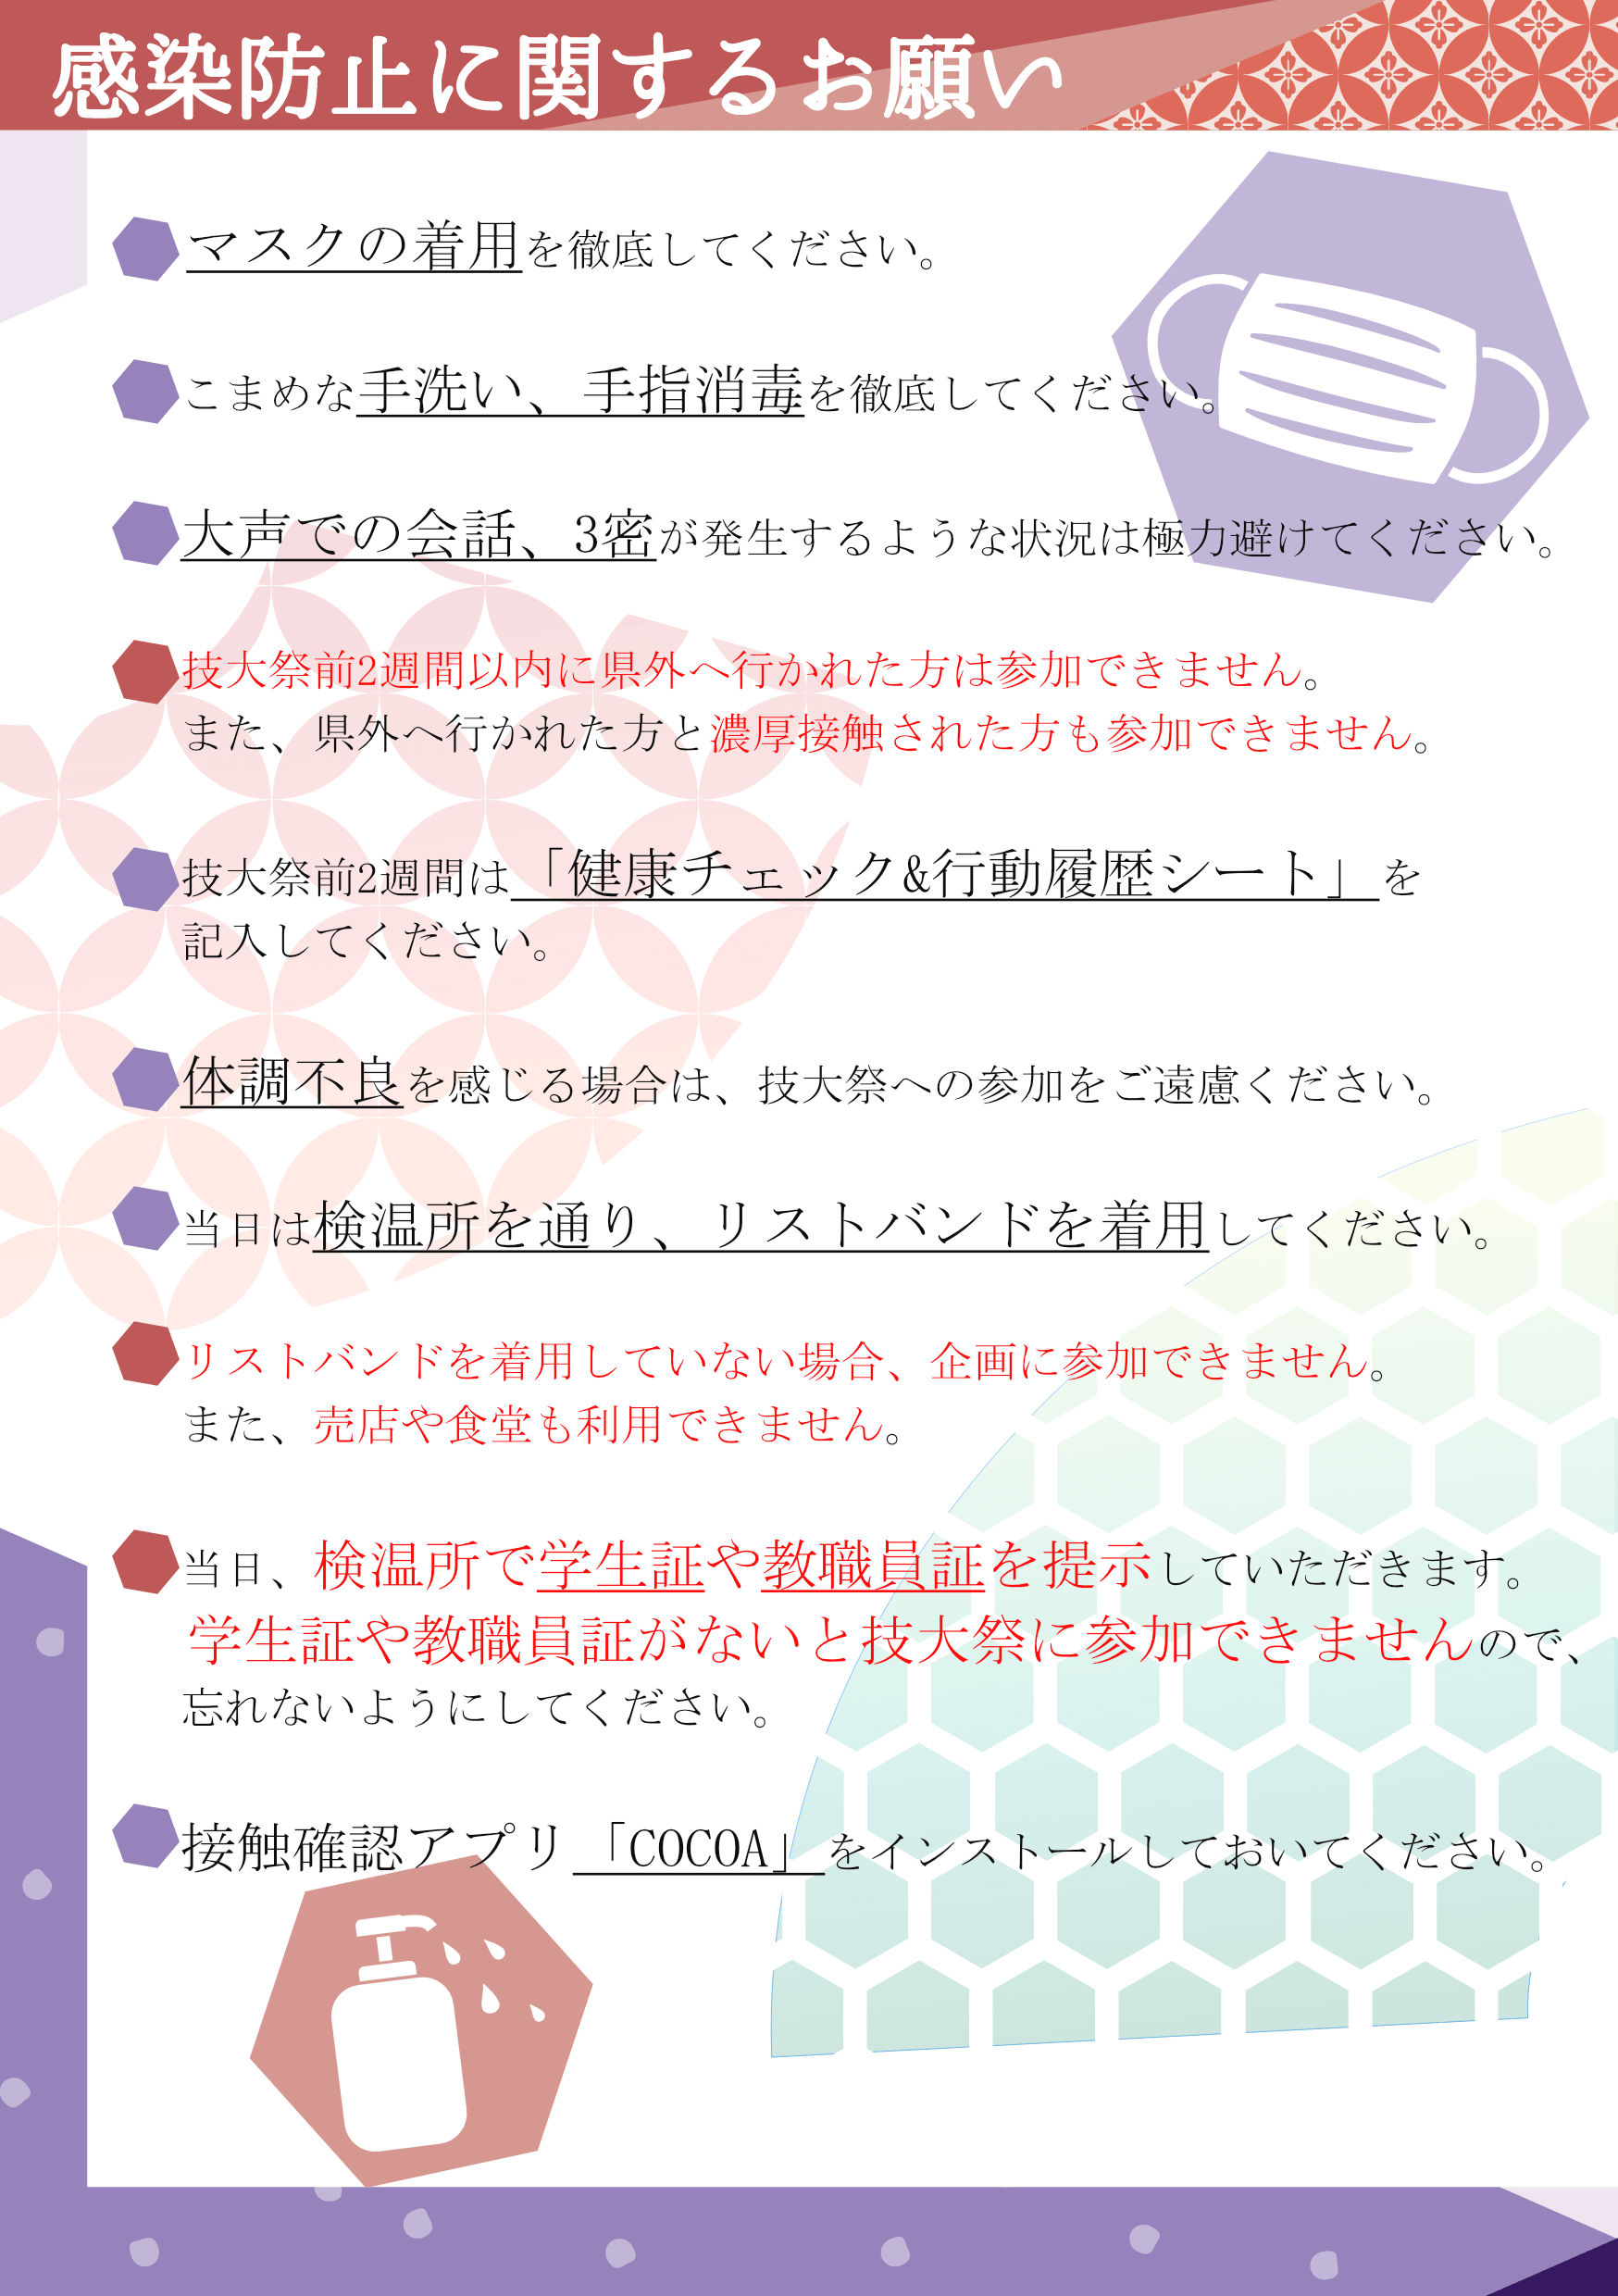 感染防止に関するお願い
マスクの着用を徹底してください。
こまめな手洗い、手指消毒を徹底してください。
大声での会話、3密が発生するような状況は極力避けてください。
技大祭前2週間以内に県外へ行かれた方は参加できません。
また、県外へ行かれた方と濃厚接触された方も参加できません。
技大祭前2週間は「健康チェック&行動履歴シート」を
記入してください。
体調不良を感じる場合は、技大祭への参加をご遠慮ください。
当日は検温所を通り、リストバンドを着用してください。
リストバンドを着用していない場合、企画に参加できません。
また、売店や食堂も利用できません。
当日、検温所で学生証や教職員証を提示していただきます。
学生証や教職員証がないと技大祭に参加できませんので、
忘れないようにしてください。
接触確認アプリ「COCOA」をインストールしておいてください。